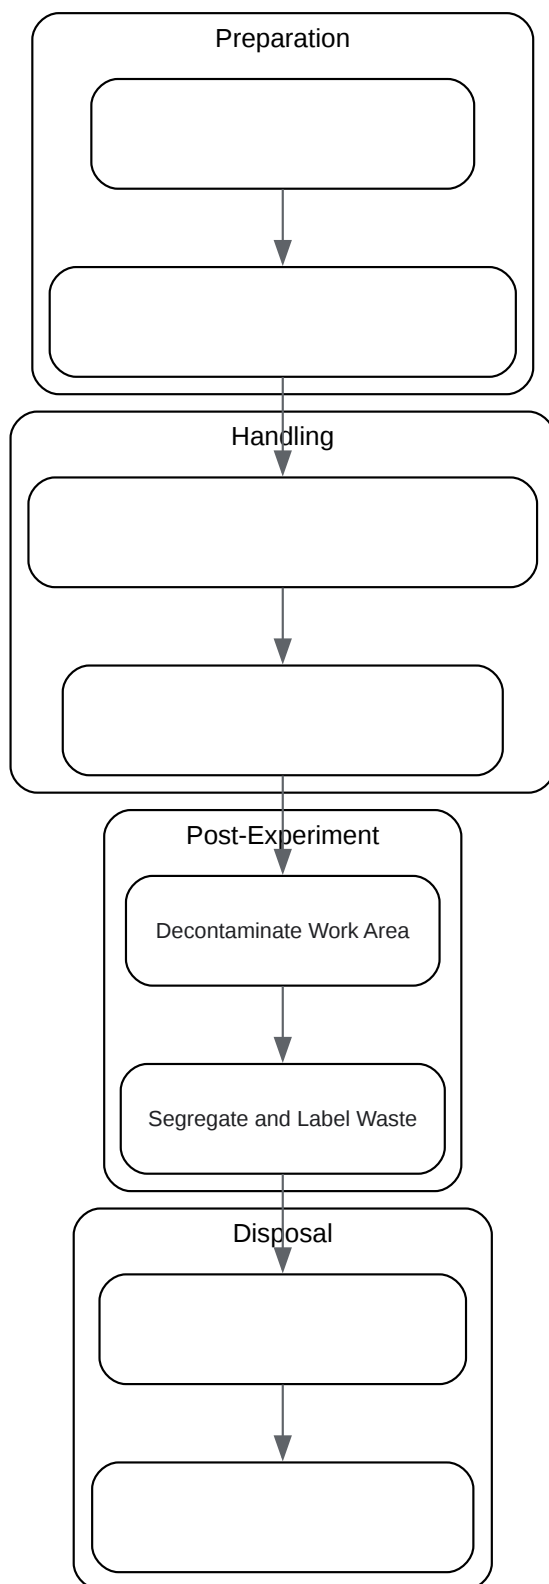 Preparation
Handling
Post-Experiment
Decontaminate Work Area
Segregate and Label Waste
Disposal